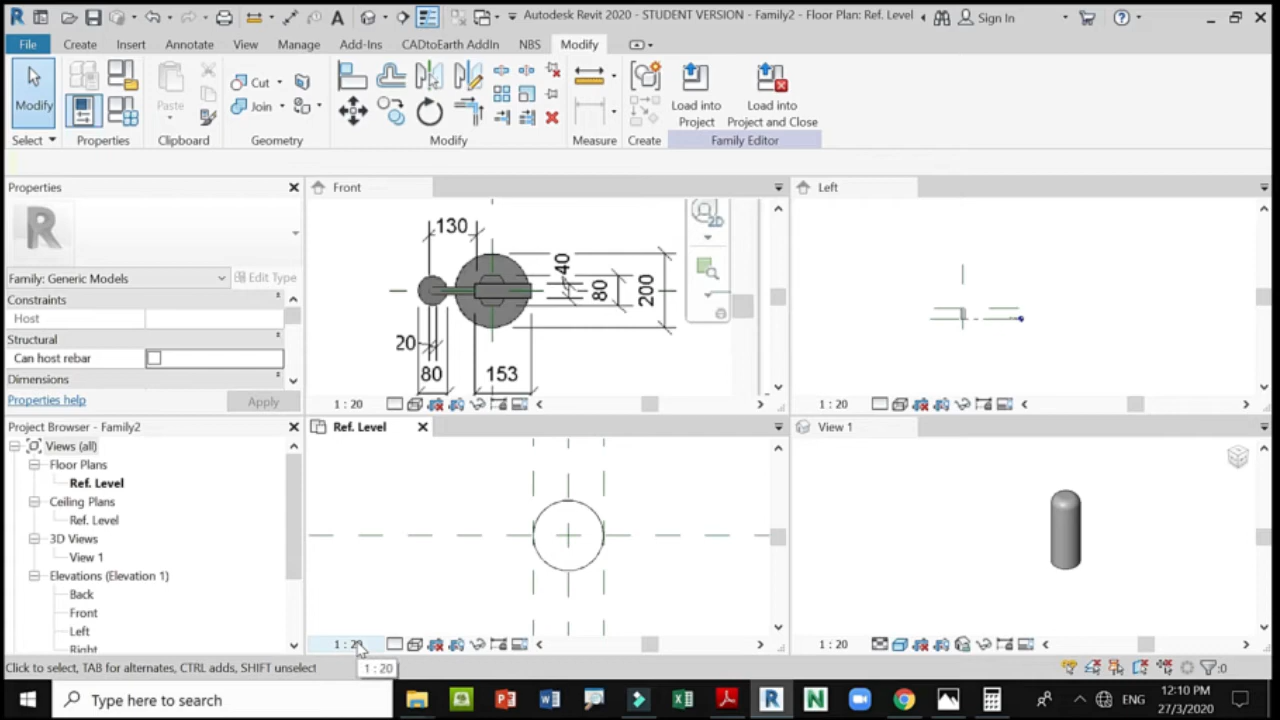 Autodesk Revit 2020 - STUDENT VERSION - Family2 - Floor Plan: Ref. Level
Sign In
File Create Insert Annotate View Manage Add-Ins CADtoEarth AddIn NBS Modify
Modify
Paste
Cut
Join
Load into Project
Load into Project and Close
Select Properties Clipboard Geometry Modify Measure Create Family Editor
Properties
R
Family: Generic Models
Edit Type
Constraints
Host
Structural
Can host rebar
Dimensions
Properties help
Apply
Front
2D
130
40
80
200
20
80
153
1 : 20
Left
1 : 20
Project Browser - Family2
Views (all)
Floor Plans
Ref. Level
Ceiling Plans
Ref. Level
3D Views
View 1
Elevations (Elevation 1)
Back
Front
Left
Right
Ref. Level
1 : 20
1 : 20
View 1
1 : 20
Click to select, TAB for alternates, CTRL adds, SHIFT unselect
:0
Type here to search
ENG
12:10 PM
27/3/2020